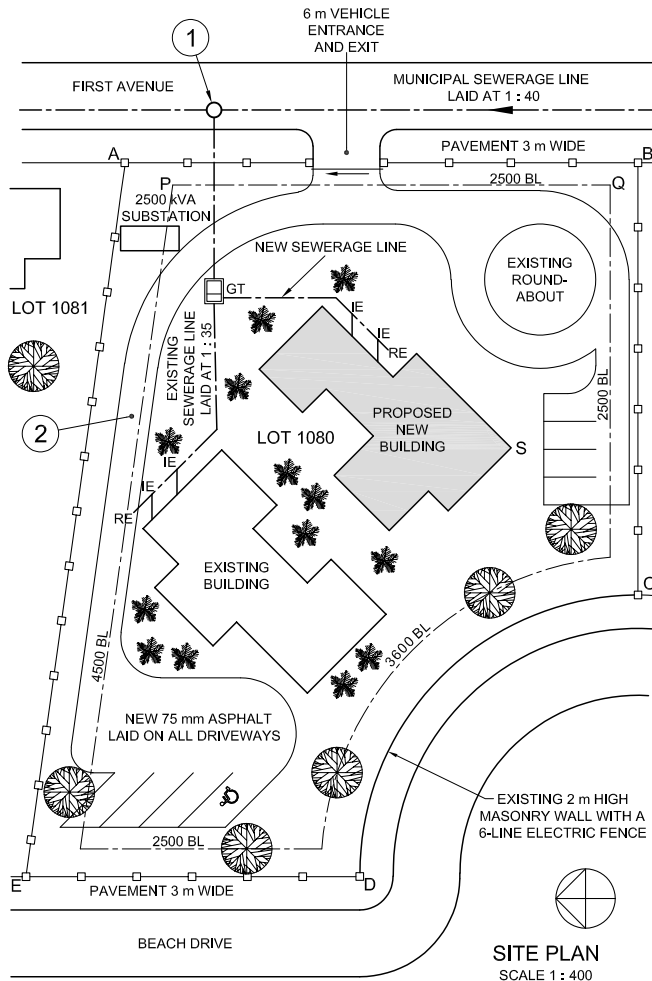 6 m VEHICLE
ENTRANCE
AND EXIT
1
FIRST AVENUE
MUNICIPAL SEWERAGE LINE
LAID AT 1 : 40
PAVEMENT 3 m WIDE
A
B
P
2500 BL
Q
2500 kVA
SUBSTATION
NEW SEWERAGE LINE
GT
EXISTING
ROUND-
ABOUT
LOT 1081
IE
IE
RE
EXISTING
SEWERAGE LINE
LAID AT 1 : 35
2500 BL
2
PROPOSED
NEW
BUILDING
LOT 1080
S
IE
IE
RE
EXISTING
BUILDING
C
4500 BL
3600 BL
NEW 75 mm ASPHALT
LAID ON ALL DRIVEWAYS
EXISTING 2 m HIGH
MASONRY WALL WITH A
6-LINE ELECTRIC FENCE
2500 BL
E
D
PAVEMENT 3 m WIDE
BEACH DRIVE
SITE PLAN
SCALE 1 : 400